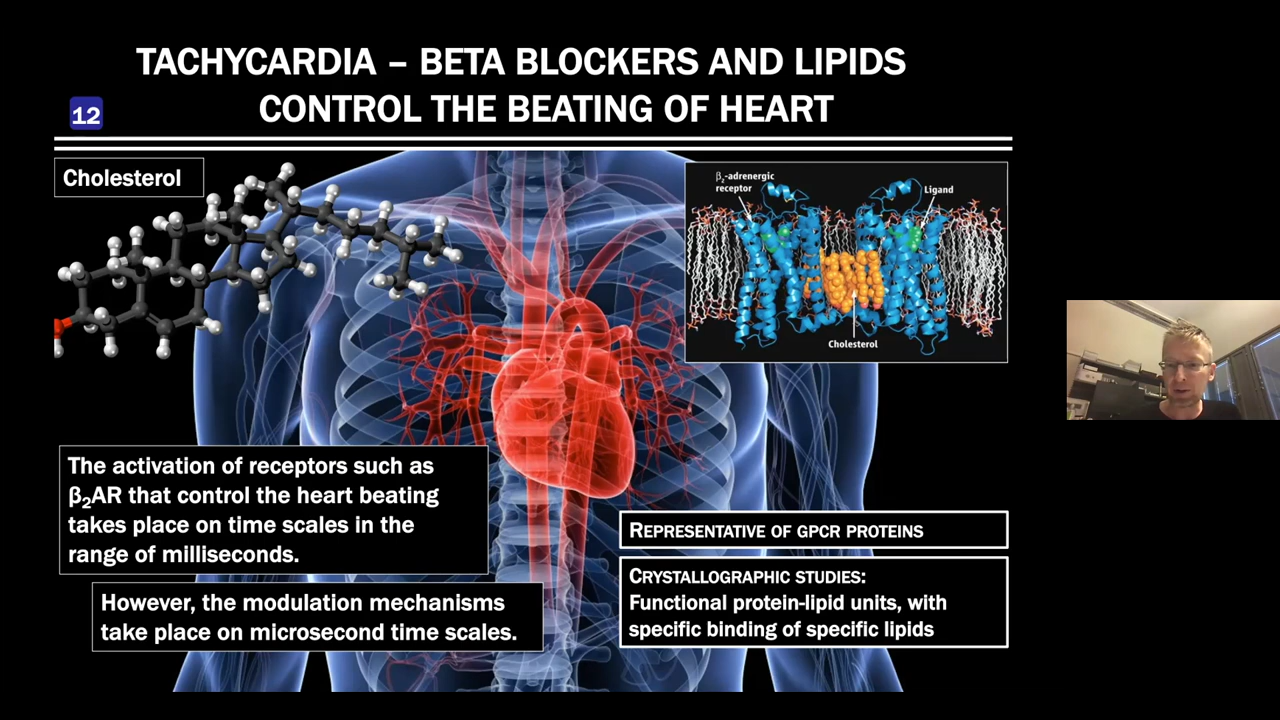 TACHYCARDIA – BETA BLOCKERS AND LIPIDS
CONTROL THE BEATING OF HEART
12
Cholesterol
β₂-adrenergic
receptor
Ligand
Cholesterol
The activation of receptors such as
β₂AR that control the heart beating
takes place on time scales in the
range of milliseconds.
However, the modulation mechanisms
take place on microsecond time scales.
REPRESENTATIVE OF GPCR PROTEINS
CRYSTALLOGRAPHIC STUDIES:
Functional protein-lipid units, with
specific binding of specific lipids